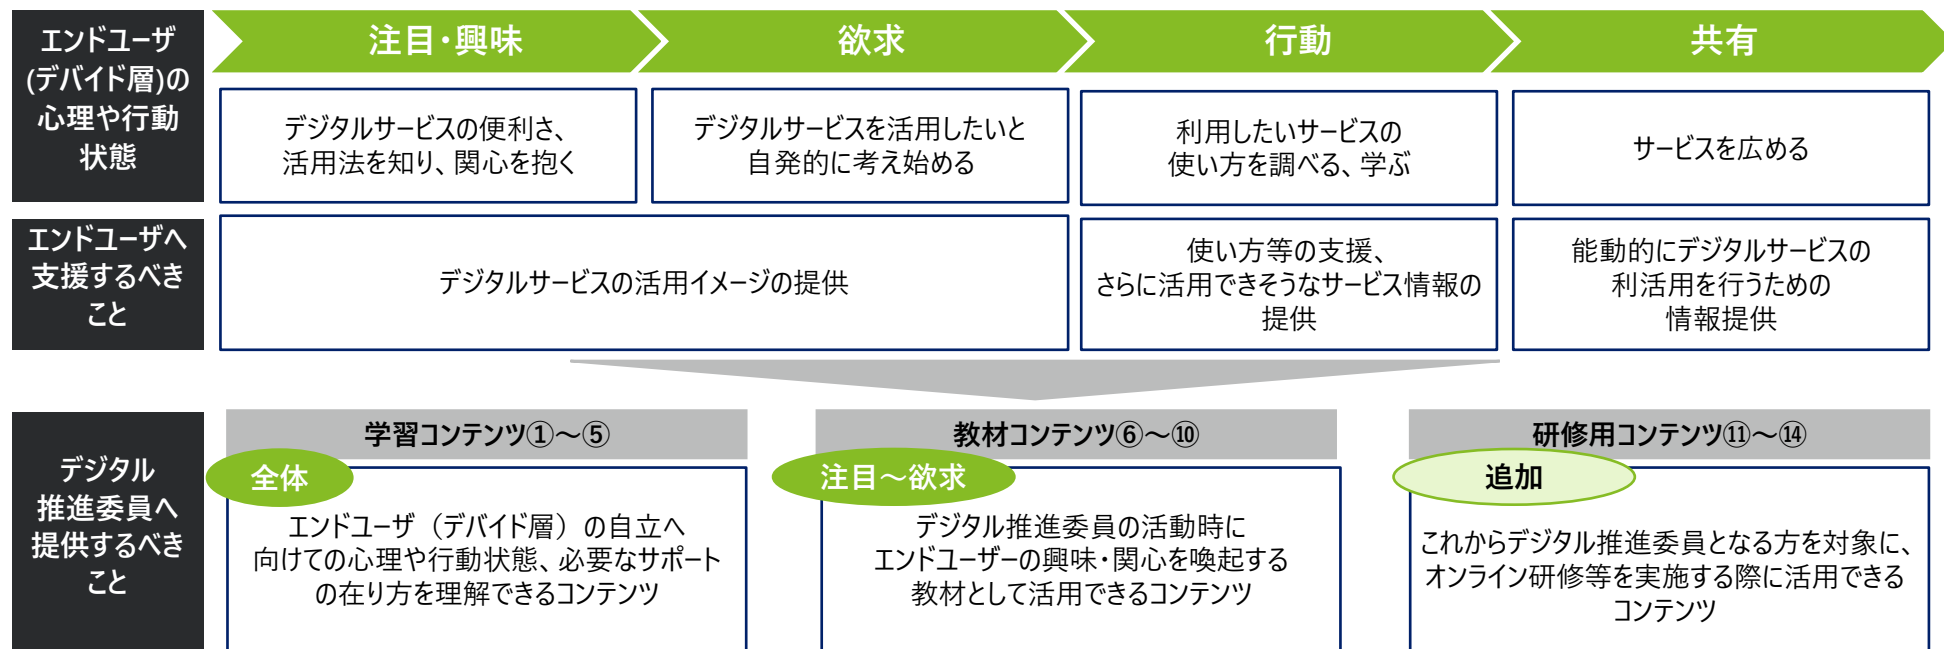 エンドユーザ
(デバイド層)の
心理や行動
状態
注目・興味
欲求
行動
共有
デジタルサービスの便利さ、
活用法を知り、関心を抱く
デジタルサービスを活用したいと
自発的に考え始める
利用したいサービスの
使い方を調べる、学ぶ
サービスを広める
エンドユーザへ
支援するべき
こと
デジタルサービスの活用イメージの提供
使い方等の支援、
さらに活用できそうなサービス情報の
提供
能動的にデジタルサービスの
利活用を行うための
情報提供
デジタル
推進委員へ
提供するべき
こと
学習コンテンツ①～⑤
全体
エンドユーザ（デバイド層）の自立へ
向けての心理や行動状態、必要なサポート
の在り方を理解できるコンテンツ
教材コンテンツ⑥～⑩
注目～欲求
デジタル推進委員の活動時に
エンドユーザーの興味・関心を喚起する
教材として活用できるコンテンツ
研修用コンテンツ⑪～⑭
追加
これからデジタル推進委員となる方を対象に、
オンライン研修等を実施する際に活用できる
コンテンツ